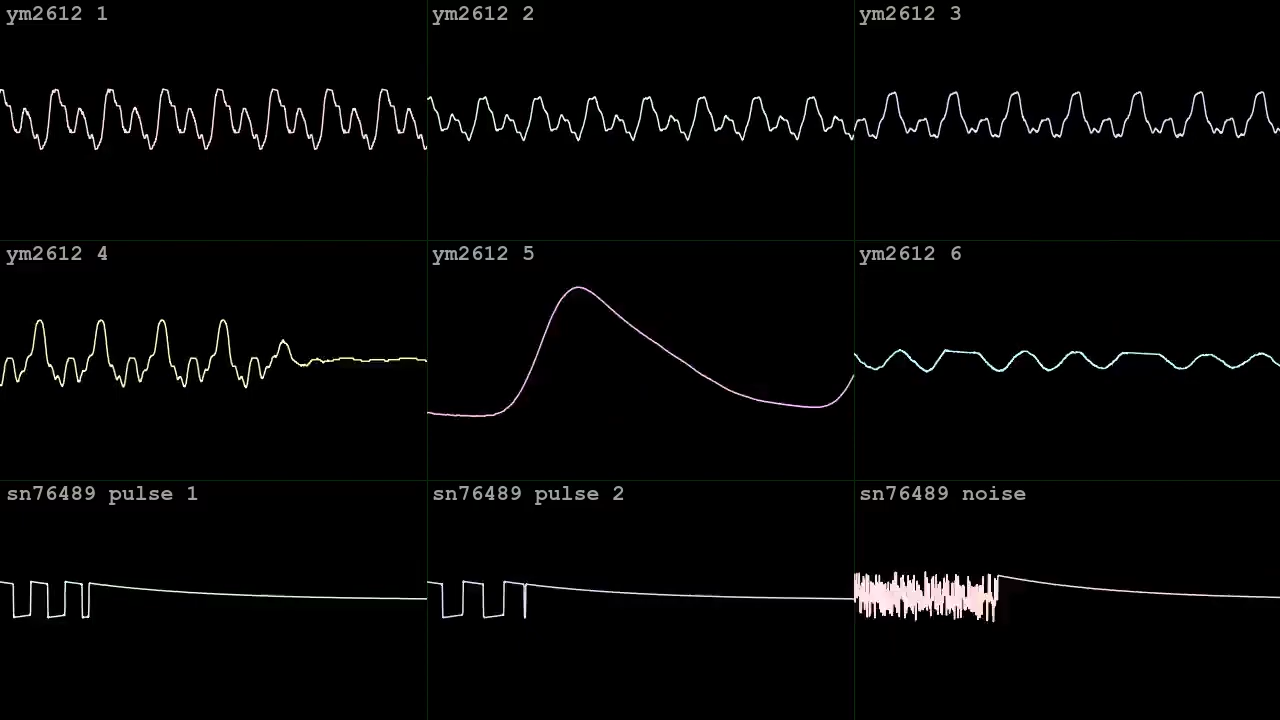 ym2612 1
ym2612 2
ym2612 3
ym2612 4
ym2612 5
ym2612 6
sn76489 pulse 1
sn76489 pulse 2
sn76489 noise